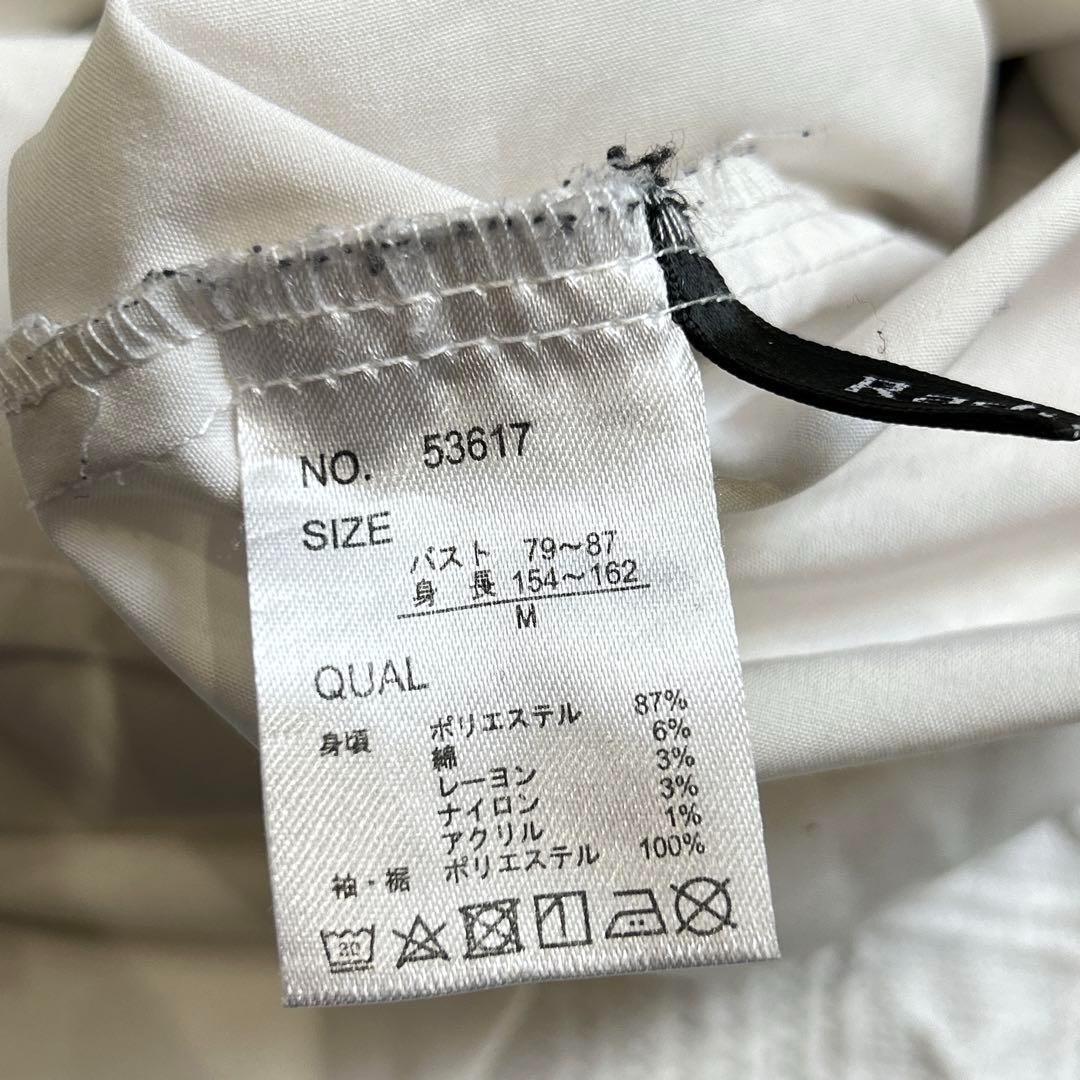 NO. 53617
SIZE
バスト 79～87
身長 154～162
M
QUAL
身頃 ポリエステル 87%
綿 6%
レーヨン 3%
ナイロン 3%
アクリル 1%
袖・裾 ポリエステル 100%